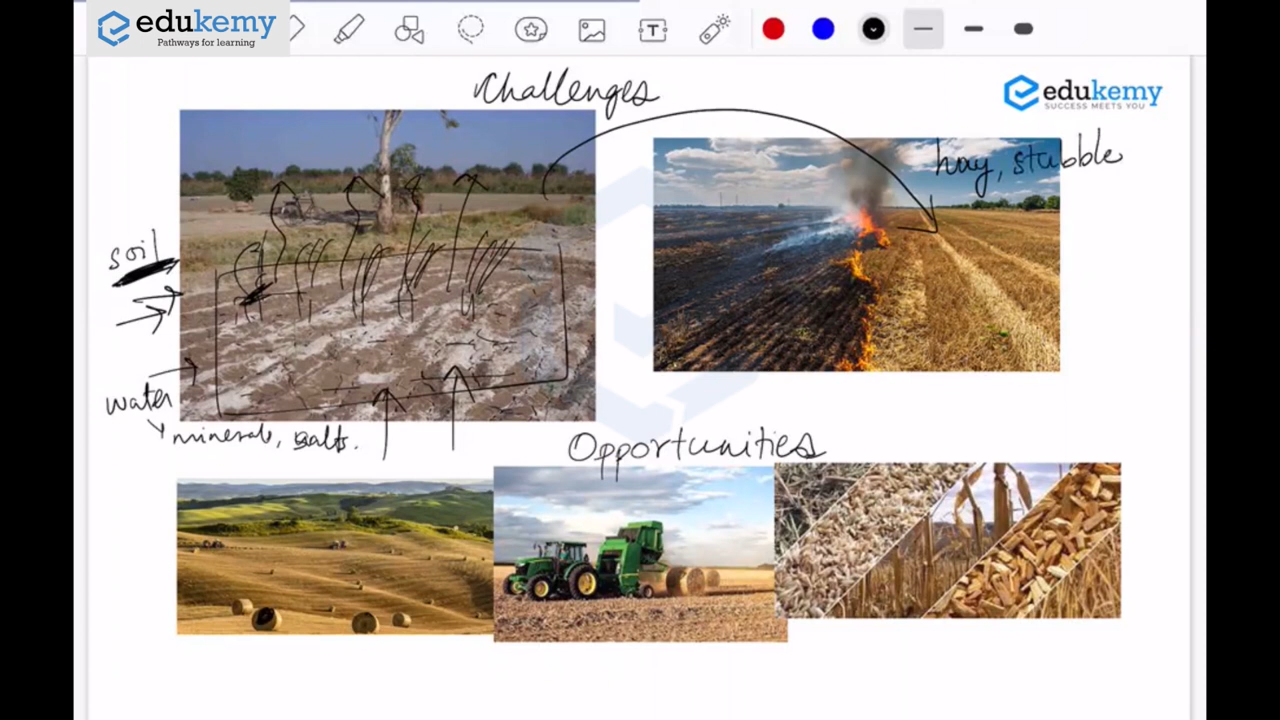 edukemy
Pathways for learning
T
Challenges
edukemy
SUCCESS MEETS YOU
hay, stubble
soil
water
minerals, salts.
Opportunities